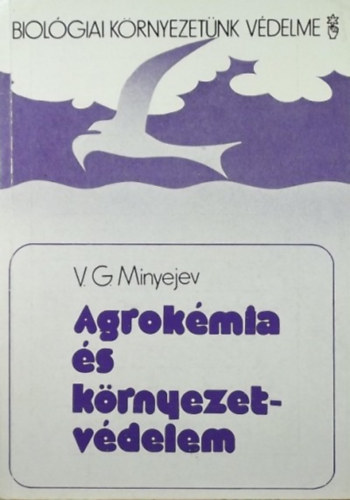 BIOLÓGIAI KÖRNYEZETÜNK VÉDELME
V. G Minyejev
Agrokémia
és
környezet-
védelem